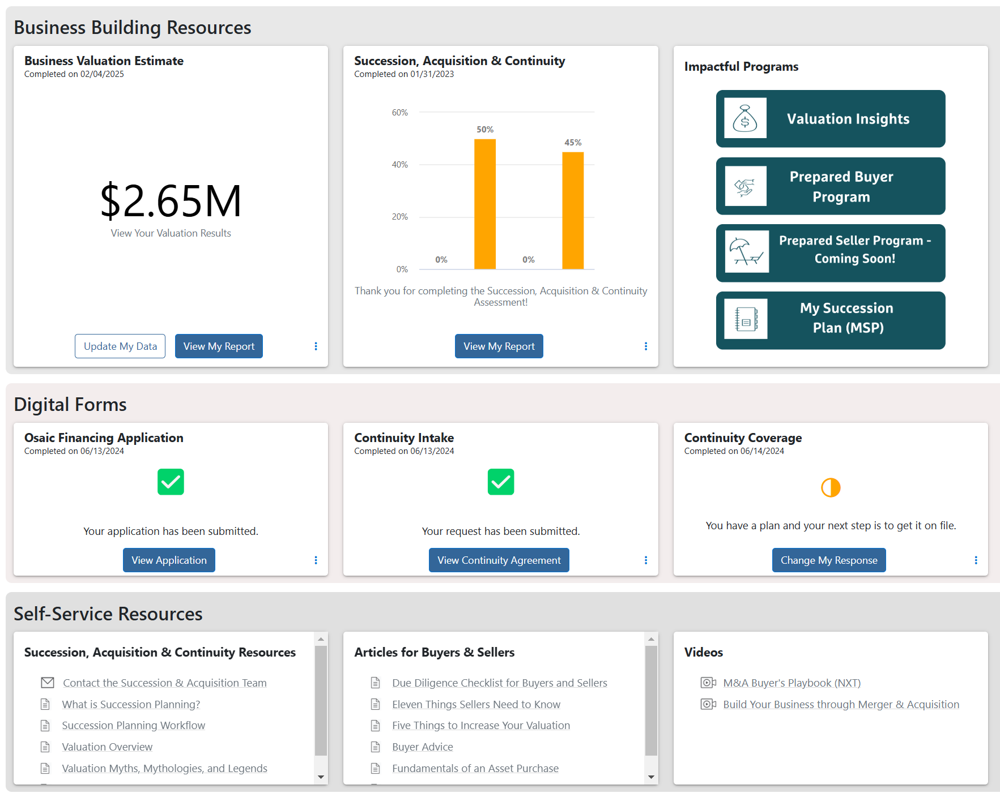 Business Building Resources
Business Valuation Estimate
Completed on 02/04/2025
$2.65M
View Your Valuation Results
Update My Data
View My Report
Succession, Acquisition & Continuity
Completed on 01/31/2023
60%
50%
45%
40%
20%
0%
0%
0%
Thank you for completing the Succession, Acquisition & Continuity
Assessment!
View My Report
Impactful Programs
Valuation Insights
Prepared Buyer
Program
Prepared Seller Program -
Coming Soon!
My Succession
Plan (MSP)
Digital Forms
Osaic Financing Application
Completed on 06/13/2024
Your application has been submitted.
View Application
Continuity Intake
Completed on 06/13/2024
Your request has been submitted.
View Continuity Agreement
Continuity Coverage
Completed on 06/14/2024
You have a plan and your next step is to get it on file.
Change My Response
Self-Service Resources
Succession, Acquisition & Continuity Resources
Contact the Succession & Acquisition Team
What is Succession Planning?
Succession Planning Workflow
Valuation Overview
Valuation Myths, Mythologies, and Legends
Articles for Buyers & Sellers
Due Diligence Checklist for Buyers and Sellers
Eleven Things Sellers Need to Know
Five Things to Increase Your Valuation
Buyer Advice
Fundamentals of an Asset Purchase
Videos
M&A Buyer's Playbook (NXT)
Build Your Business through Merger & Acquisition